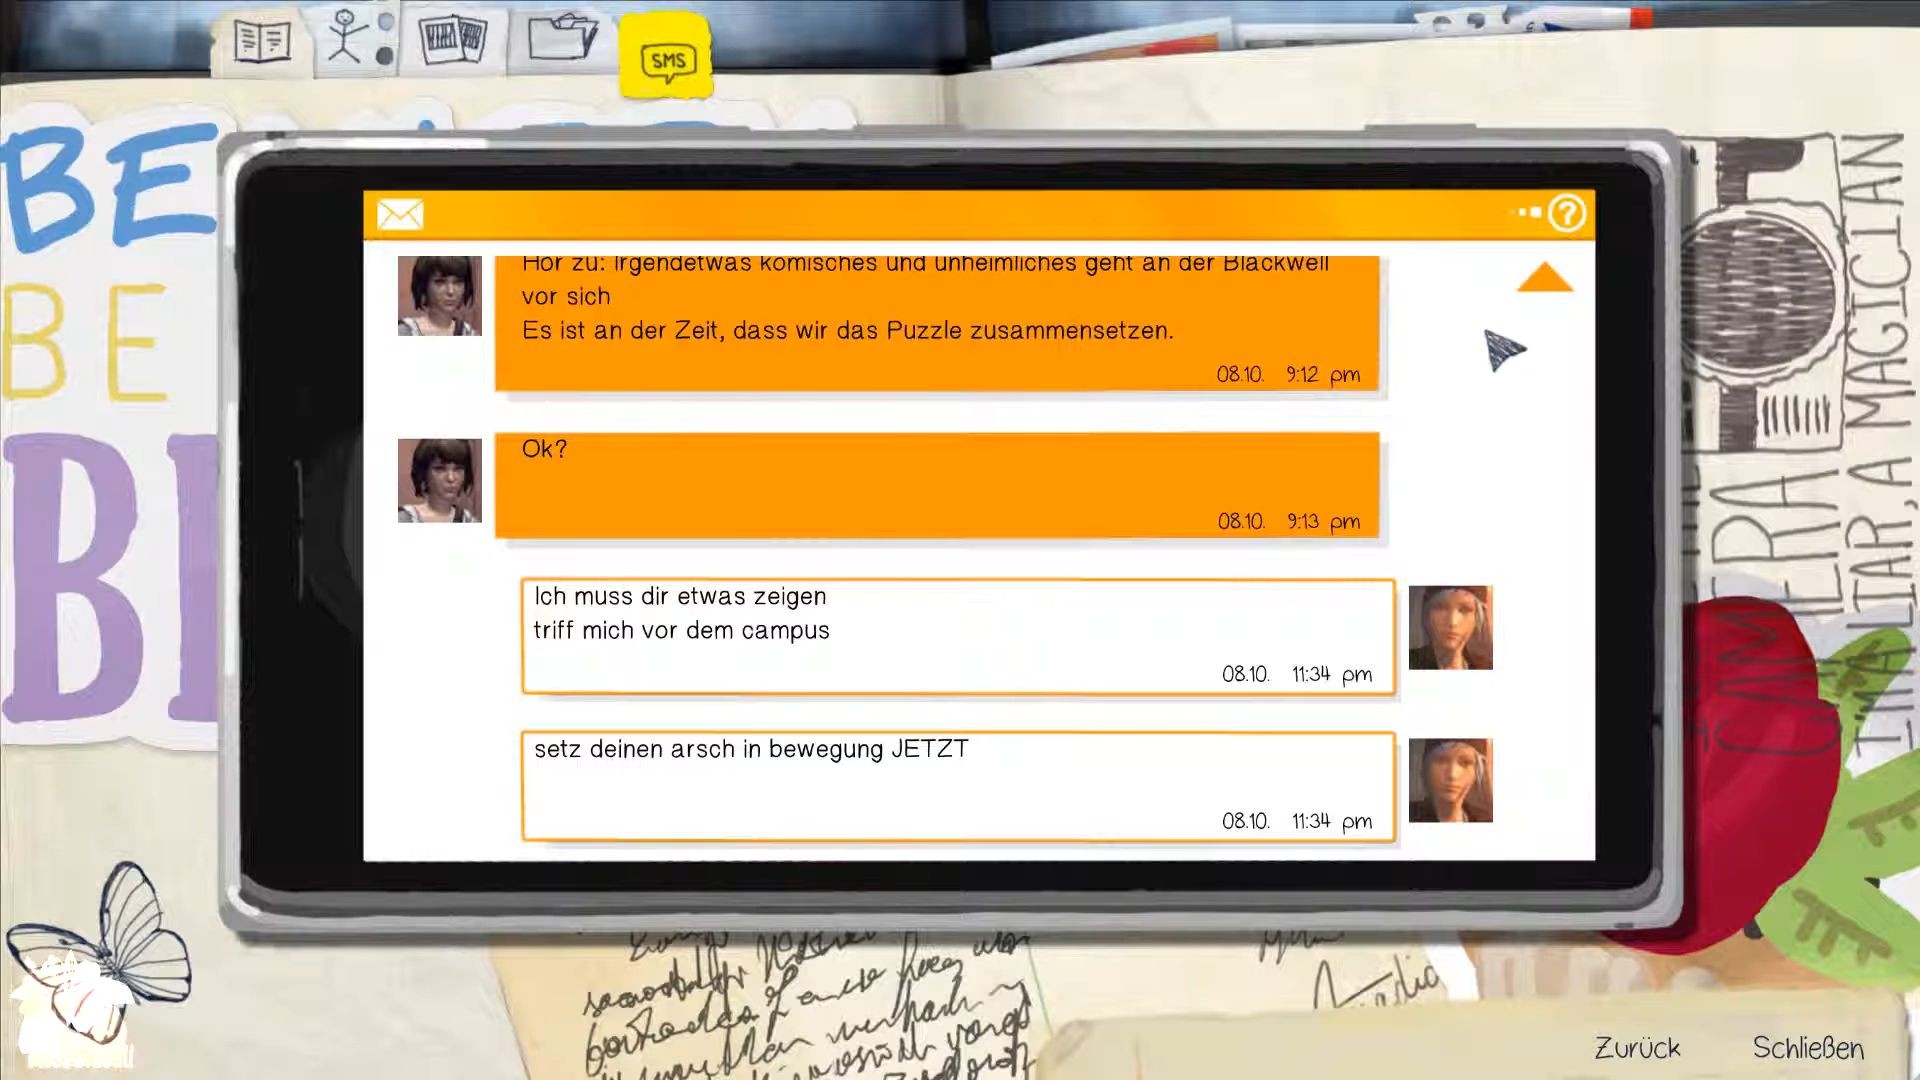 SMS
BE
BE
Hör zu: Irgendetwas komisches und unheimliches geht an der Blackwell
vor sich
Es ist an der Zeit, dass wir das Puzzle zusammensetzen.
08.10. 9:12 pm
Ok?
08.10. 9:13 pm
Ich muss dir etwas zeigen
triff mich vor dem campus
08.10. 11:34 pm
setz deinen arsch in bewegung JETZT
08.10. 11:34 pm
CAMERA
LIAR, A MAGICIAN
Zurück
Schließen